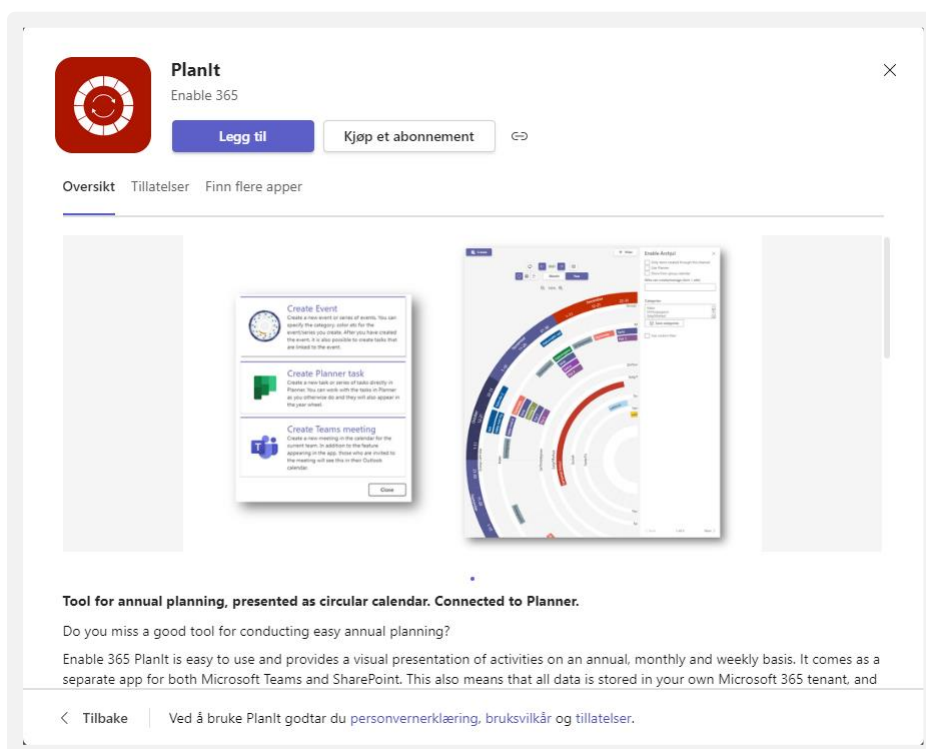 PlanIt
Enable 365
Legg til
Kjøp et abonnement
Oversikt Tillatelser Finn flere apper
Create Event
Create a new event or series of events. You can
specify the category, color etc for the
event/series you create. After you have created
the event, it is also possible to create tasks that
are linked to the event.
Create Planner task
Create a new task or series of tasks directly in
Planner. You can work with the tasks in Planner
as you otherwise do and they will also appear in
the year wheel.
Create Teams meeting
Create a new meeting in the calendar for the
current team. In addition to the feature
appearing in the app, those who are invited to
the meeting will see this in their Outlook
calendar.
Close
Tool for annual planning, presented as circular calendar. Connected to Planner.
Do you miss a good tool for conducting easy annual planning?
Enable 365 PlanIt is easy to use and provides a visual presentation of activities on an annual, monthly and weekly basis. It comes as a
separate app for both Microsoft Teams and SharePoint. This also means that all data is stored in your own Microsoft 365 tenant, and
Tilbake
Ved å bruke PlanIt godtar du personvernerklæring, bruksvilkår og tillatelser.